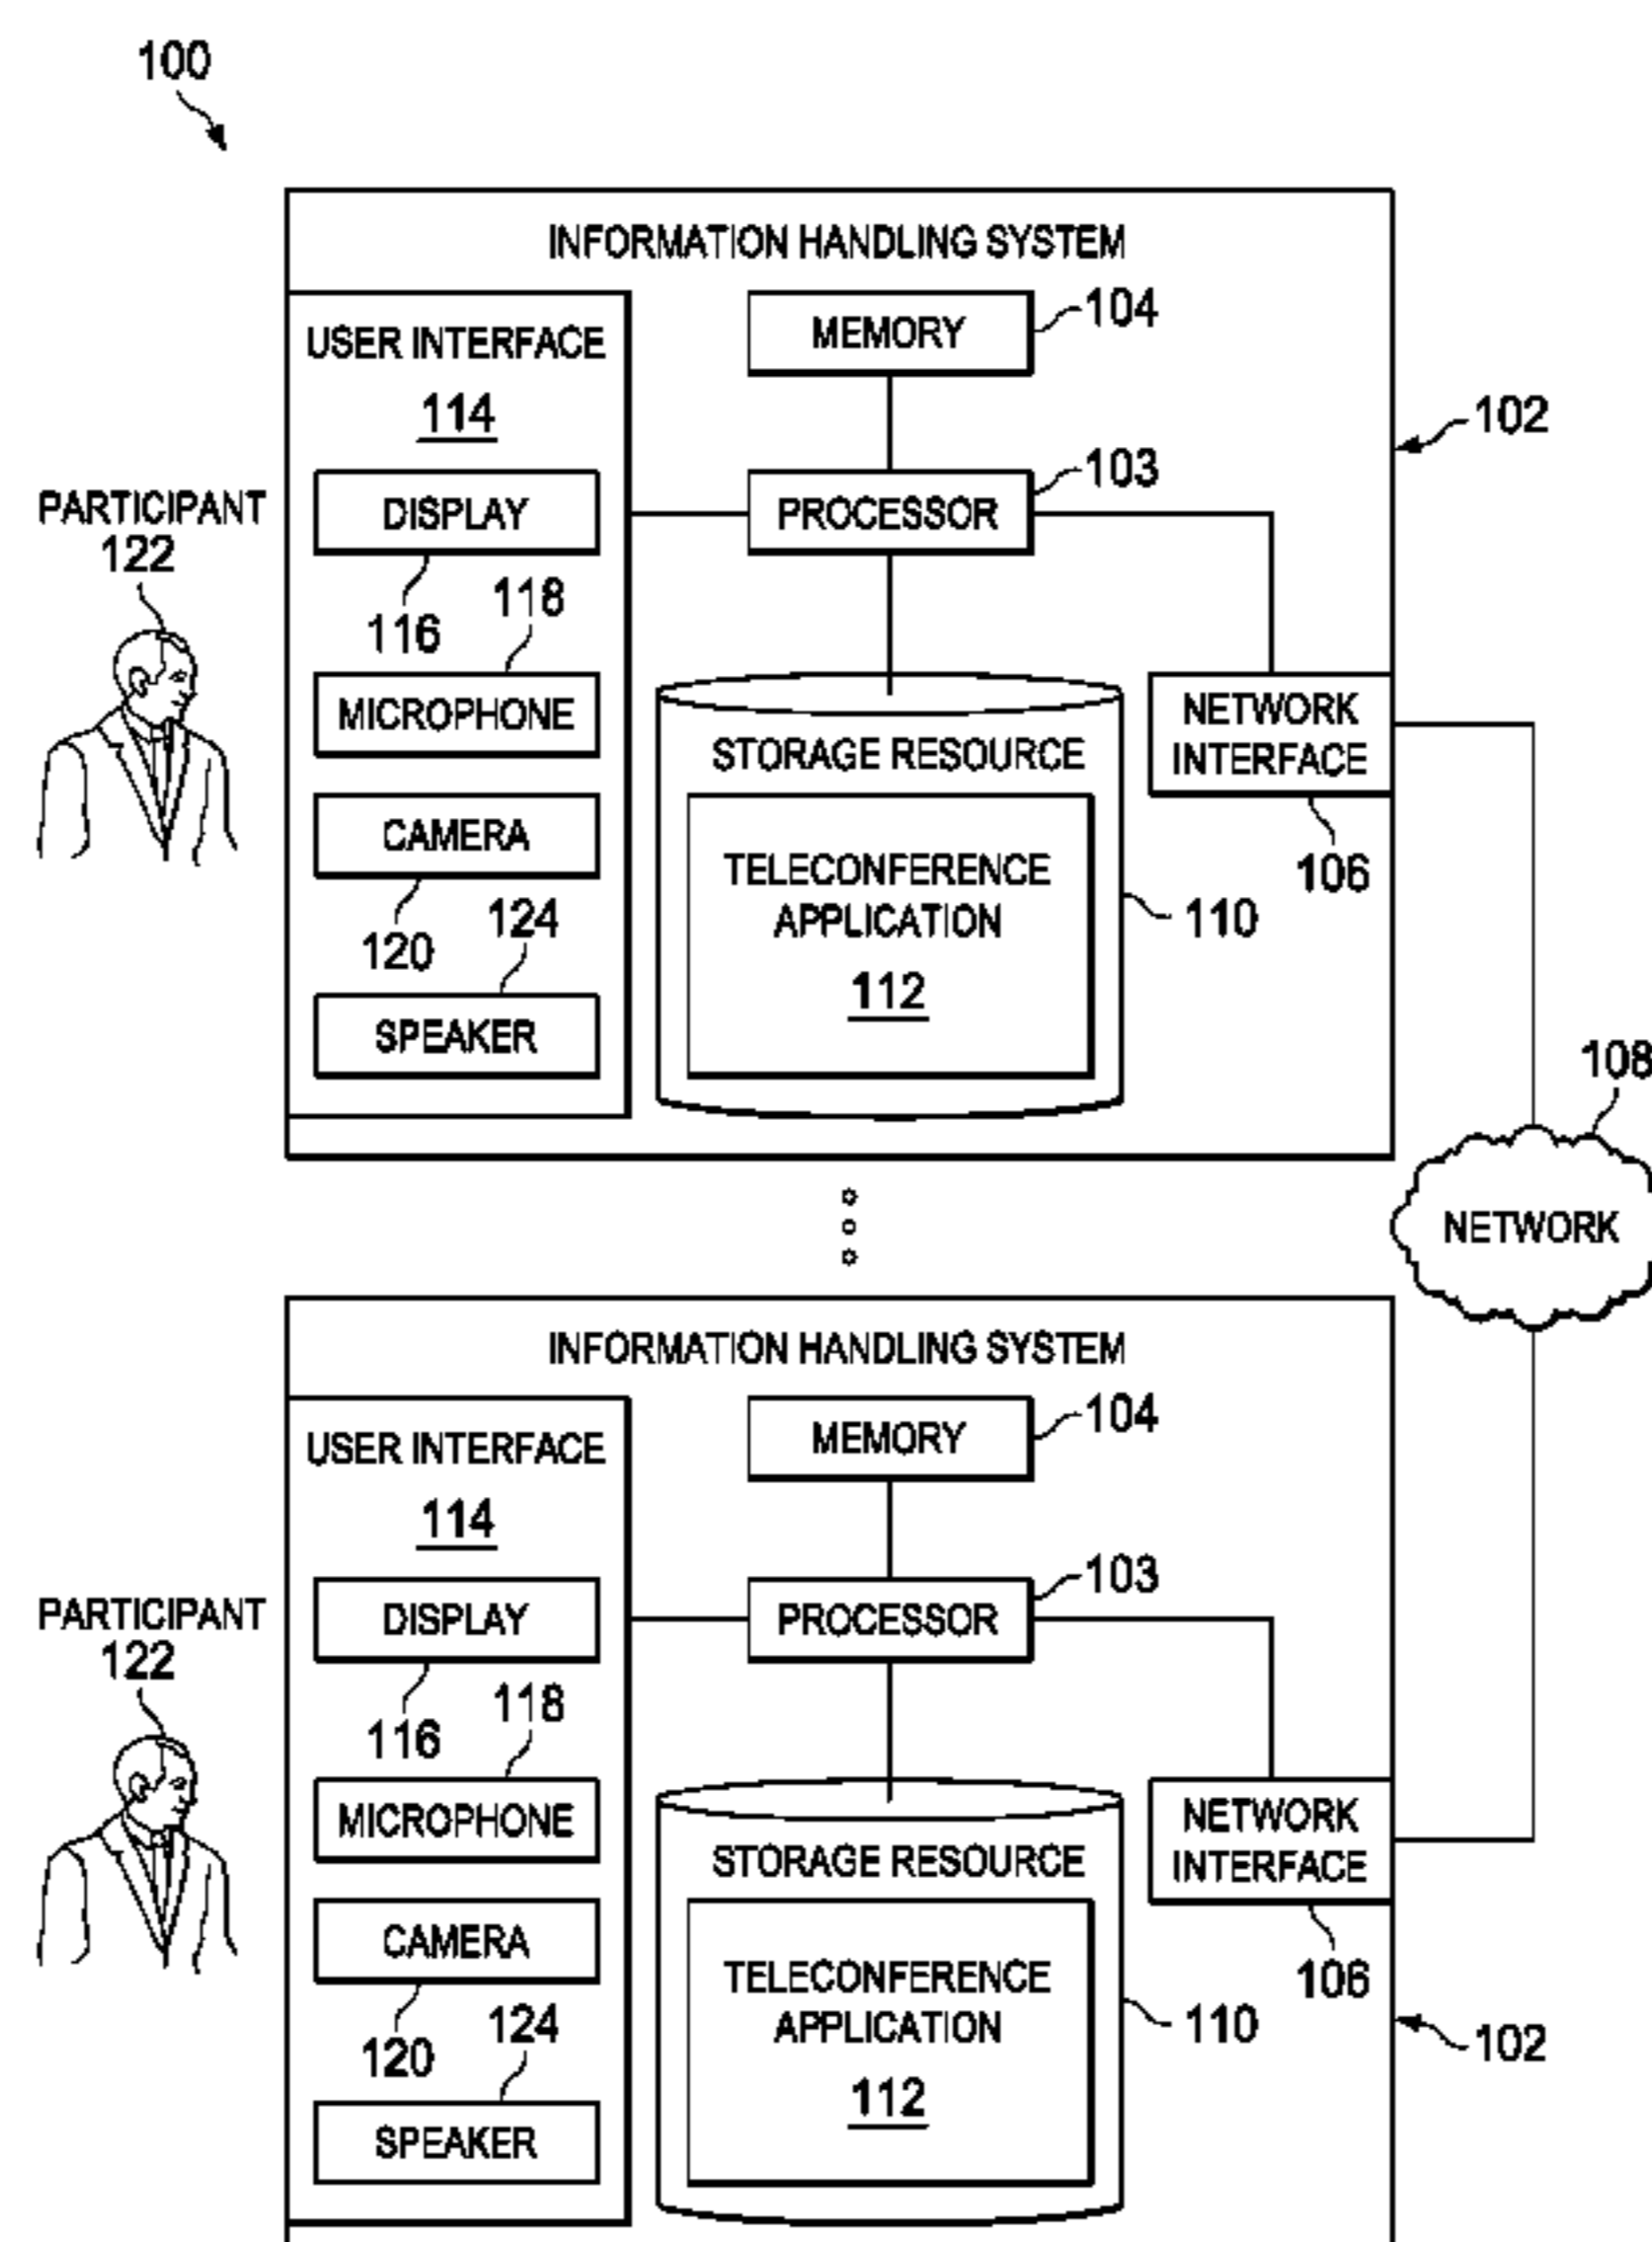 100
INFORMATION HANDLING SYSTEM
USER INTERFACE
114
MEMORY
104
102
PARTICIPANT
122
DISPLAY
116
PROCESSOR
103
118
MICROPHONE
CAMERA
120
124
SPEAKER
STORAGE RESOURCE
TELECONFERENCE
APPLICATION
112
110
NETWORK
INTERFACE
106
108
NETWORK
INFORMATION HANDLING SYSTEM
USER INTERFACE
114
MEMORY
104
PARTICIPANT
122
DISPLAY
116
PROCESSOR
103
118
MICROPHONE
CAMERA
120
124
SPEAKER
STORAGE RESOURCE
TELECONFERENCE
APPLICATION
112
110
NETWORK
INTERFACE
106
102